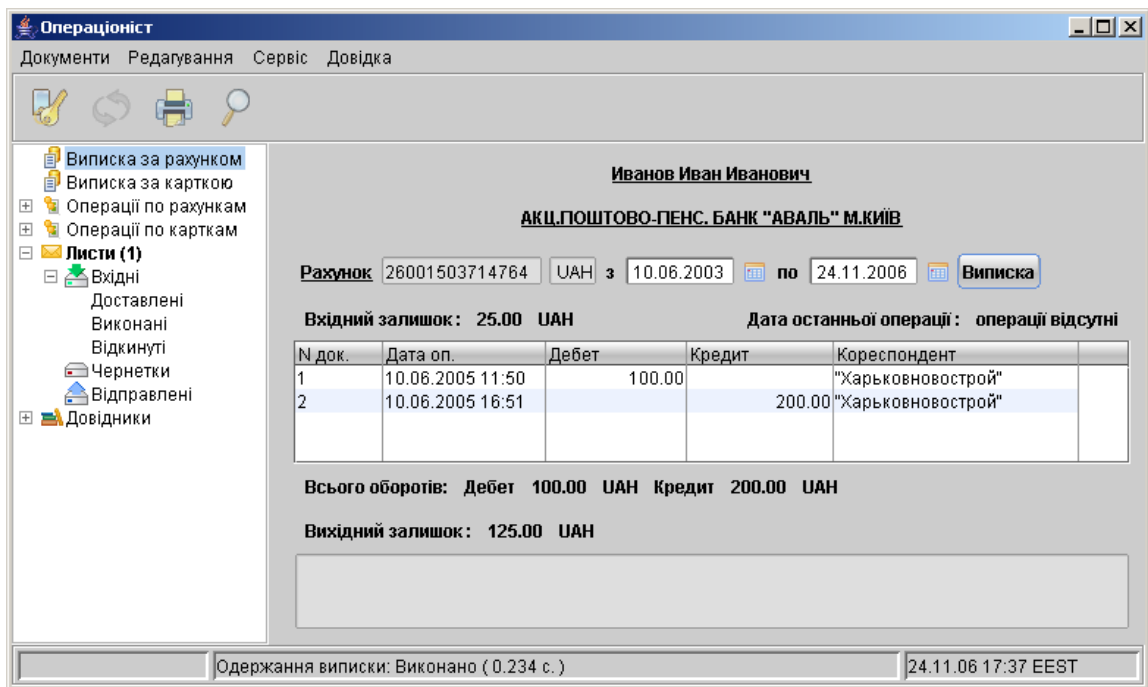 Операціоніст
Документи Редагування Сервіс Довідка
Виписка за рахунком
Виписка за карткою
Операції по рахункам
Операції по карткам
Листи (1)
Вхідні
Доставлені
Виконані
Відкинуті
Чернетки
Відправлені
Довідники
Иванов Иван Иванович
АКЦ.ПОШТОВО-ПЕНС. БАНК "АВАЛЬ" М.КИЇВ
Рахунок 26001503714764 UAH з 10.06.2003 по 24.11.2006 Виписка
Вхідний залишок : 25.00 UAH Дата останньої операції : операції відсутні
N док. Дата оп. Дебет Кредит Кореспондент
1 10.06.2005 11:50 100.00 "Харьковновострой"
2 10.06.2005 16:51 200.00 "Харьковновострой"
Всього оборотів: Дебет 100.00 UAH Кредит 200.00 UAH
Вихідний залишок : 125.00 UAH
Одержання виписки: Виконано ( 0.234 с. ) 24.11.06 17:37 EEST